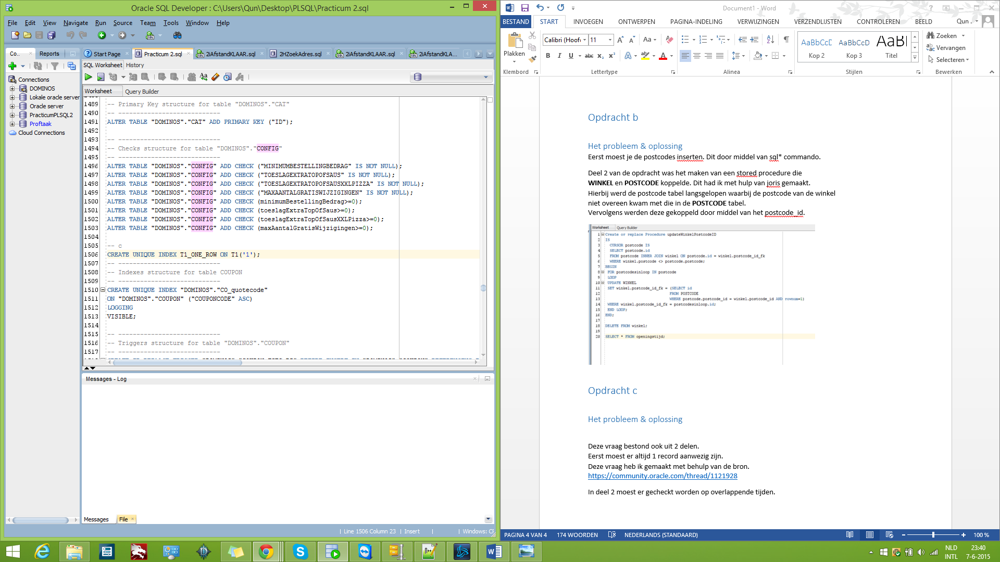 Oracle SQL Developer : C:\Users\Qun\Desktop\PLSQL\Practicum 2.sql
File Edit View Navigate Run Source Team Tools Window Help
Co.. Reports
Start Page Practicum 2.sql 2iAfstandKLAAR.sql 2HZoekAdres.sql 2iAfstandKLAAR.sql 2iAfstandKLA...
SQL Worksheet History
Worksheet Query Builder
Connections
DOMINOS
Lokale oracle server
Oracle server
PracticumPLSQL2
Proftaak
Cloud Connections
1489 -- Primary Key structure for table "DOMINOS"."CAT"
1490 -- ----------------------------
1491 ALTER TABLE "DOMINOS"."CAT" ADD PRIMARY KEY ("ID");
1492
1493 -- ----------------------------
1494 -- Checks structure for table "DOMINOS"."CONFIG"
1495 -- ----------------------------
1496 ALTER TABLE "DOMINOS"."CONFIG" ADD CHECK ("MINIMUMBESTELLINGBEDRAG" IS NOT NULL);
1497 ALTER TABLE "DOMINOS"."CONFIG" ADD CHECK ("TOESLAGEXTRATOPOFSAUS" IS NOT NULL);
1498 ALTER TABLE "DOMINOS"."CONFIG" ADD CHECK ("TOESLAGEXTRATOPOFSAUSXXLPIZZA" IS NOT NULL);
1499 ALTER TABLE "DOMINOS"."CONFIG" ADD CHECK ("MAXAANTALGRATISWIJZIGINGEN" IS NOT NULL);
1500 ALTER TABLE "DOMINOS"."CONFIG" ADD CHECK (minimumBestellingBedrag>=0);
1501 ALTER TABLE "DOMINOS"."CONFIG" ADD CHECK (toeslagExtraTopOfSaus>=0);
1502 ALTER TABLE "DOMINOS"."CONFIG" ADD CHECK (toeslagExtraTopOfSausXXLPizza>=0);
1503 ALTER TABLE "DOMINOS"."CONFIG" ADD CHECK (maxAantalGratisWijzigingen>=0);
1504
1505 -- c
1506 CREATE UNIQUE INDEX T1_ONE_ROW ON T1('1');
1507 -- ----------------------------
1508 -- Indexes structure for table COUPON
1509 -- ----------------------------
1510 CREATE UNIQUE INDEX "DOMINOS"."CO_quotecode"
1511 ON "DOMINOS"."COUPON" ("COUPONCODE" ASC)
1512 LOGGING
1513 VISIBLE;
1514
1515 -- ----------------------------
1516 -- Triggers structure for table "DOMINOS"."COUPON"
1517 -- ----------------------------
Messages - Log
Messages File
Line 1506 Column 23 Insert Windows: CF
Document1 - Word
BESTAND START INVOEGEN ONTWERPEN PAGINA-INDELING VERWIJZINGEN VERZENDLIJSTEN CONTROLEREN BEELD Qun .
Plakken
Calibri (Hoof 11
AaBbCcD AaBbCcD AaBl
Kop 2 Kop 3 Titel
Zoeken
Vervangen
Selecteren
Klembord Lettertype Alinea Stijlen Bewerken
Opdracht b
Het probleem & oplossing
Eerst moest je de postcodes inserten. Dit door middel van sql* commando.
Deel 2 van de opdracht was het maken van een stored procedure die
WINKEL en POSTCODE koppelde. Dit had ik met hulp van joris gemaakt.
Hierbij werd de postcode tabel langsgelopen waarbij de postcode van de winkel
niet overeen kwam met die in de POSTCODE tabel.
Vervolgens werden deze gekoppeld door middel van het postcode_id.
Worksheet Query Builder
1 Create or replace Procedure updateWinkelPostcodeID
2 IS
3 CURSOR postcode IS
4 SELECT postcode.id
5 FROM postcode INNER JOIN winkel ON postcode.id = winkel.postcode_id_fk
6 WHERE winkel.postcode <> postcode.postcode;
7 BEGIN
8 FOR postcodesinloop IN postcode
9 LOOP
10 UPDATE WINKEL
11 SET winkel.postcode_id_fk = (SELECT id
12 FROM POSTCODE
13 WHERE postcode.postcode_id = winkel.postcode_id AND rownum=1)
14 WHERE winkel.postcode_id_fk = postcodesinloop.id;
15 END LOOP;
16 END;
17
18 DELETE FROM winkel;
19
20 SELECT * FROM openingstijd;
Opdracht c
Het probleem & oplossing
Deze vraag bestond ook uit 2 delen.
Eerst moest er altijd 1 record aanwezig zijn.
Deze vraag heb ik gemaakt met behulp van de bron.
https://community.oracle.com/thread/1121928
In deel 2 moest er gecheckt worden op overlappende tijden.
PAGINA 4 VAN 4 174 WOORDEN NEDERLANDS (STANDAARD) 100 %
NLD
INTL
23:40
7-6-2015